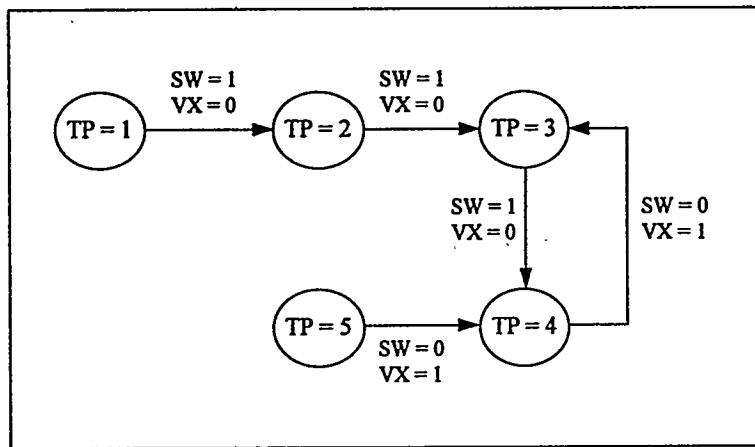 SW = 1
VX = 0
SW = 1
VX = 0
TP = 1
TP = 2
TP = 3
SW = 1
VX = 0
SW = 0
VX = 1
TP = 5
TP = 4
SW = 0
VX = 1